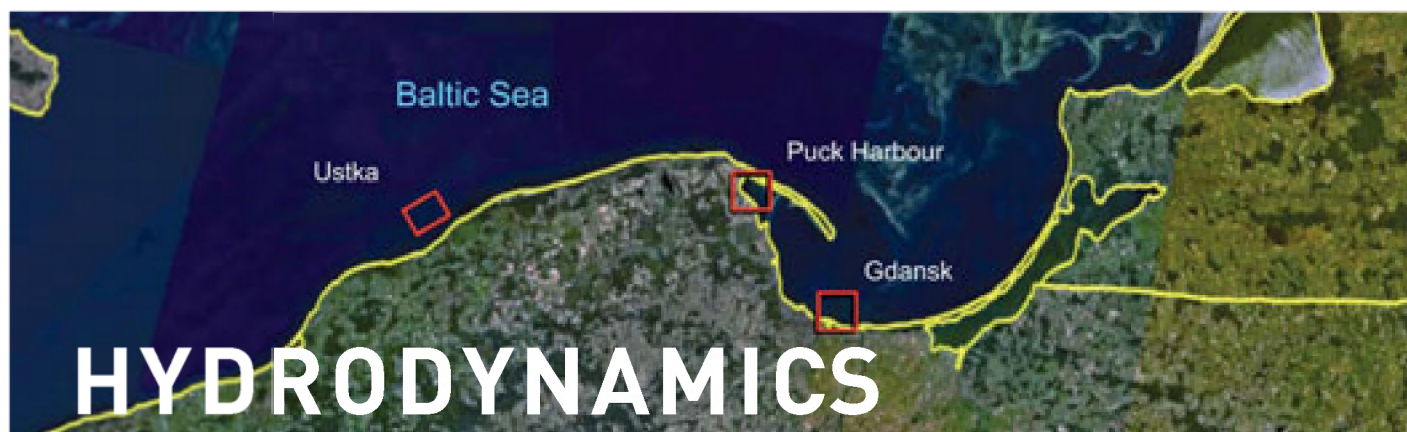 Baltic Sea
Puck Harbour
Ustka
Gdansk
HYDRODYNAMICS